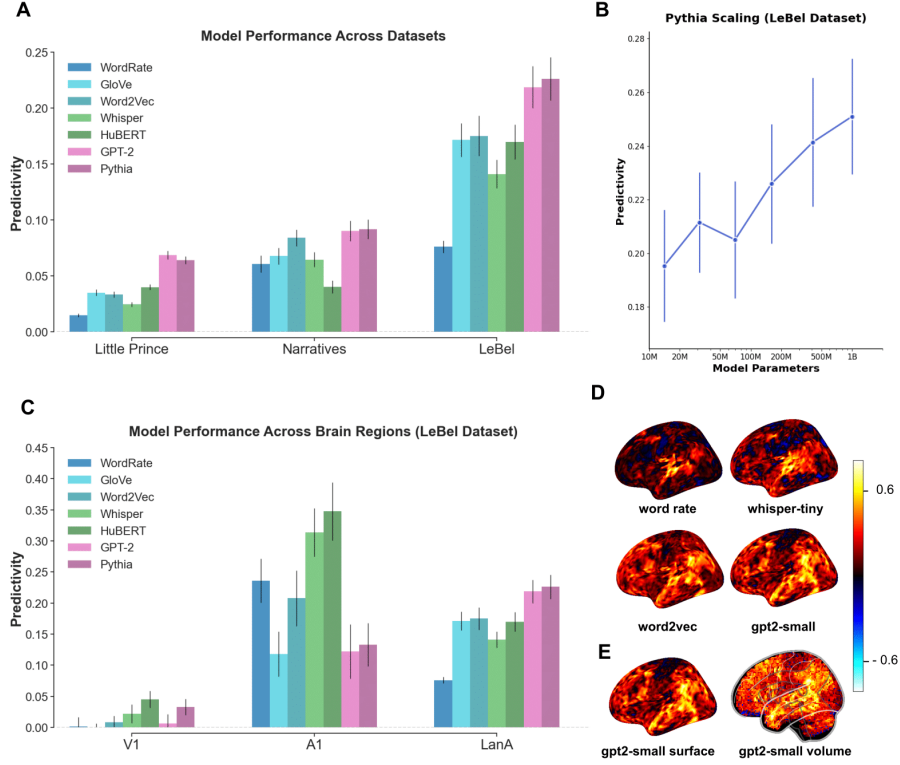 A
Model Performance Across Datasets
0.25
0.20
0.15
0.10
0.05
0.00
Predictivity
WordRate
GloVe
Word2Vec
Whisper
HuBERT
GPT-2
Pythia
Little Prince
Narratives
LeBel
B
Pythia Scaling (LeBel Dataset)
0.28
0.26
0.24
0.22
0.20
0.18
Predictivity
10M
20M
50M
100M
200M
500M
1B
Model Parameters
C
Model Performance Across Brain Regions (LeBel Dataset)
0.45
0.40
0.35
0.30
0.25
0.20
0.15
0.10
0.05
0.00
Predictivity
WordRate
GloVe
Word2Vec
Whisper
HuBERT
GPT-2
Pythia
V1
A1
LanA
D
word rate
whisper-tiny
word2vec
gpt2-small
0.6
- 0.6
E
gpt2-small surface
gpt2-small volume